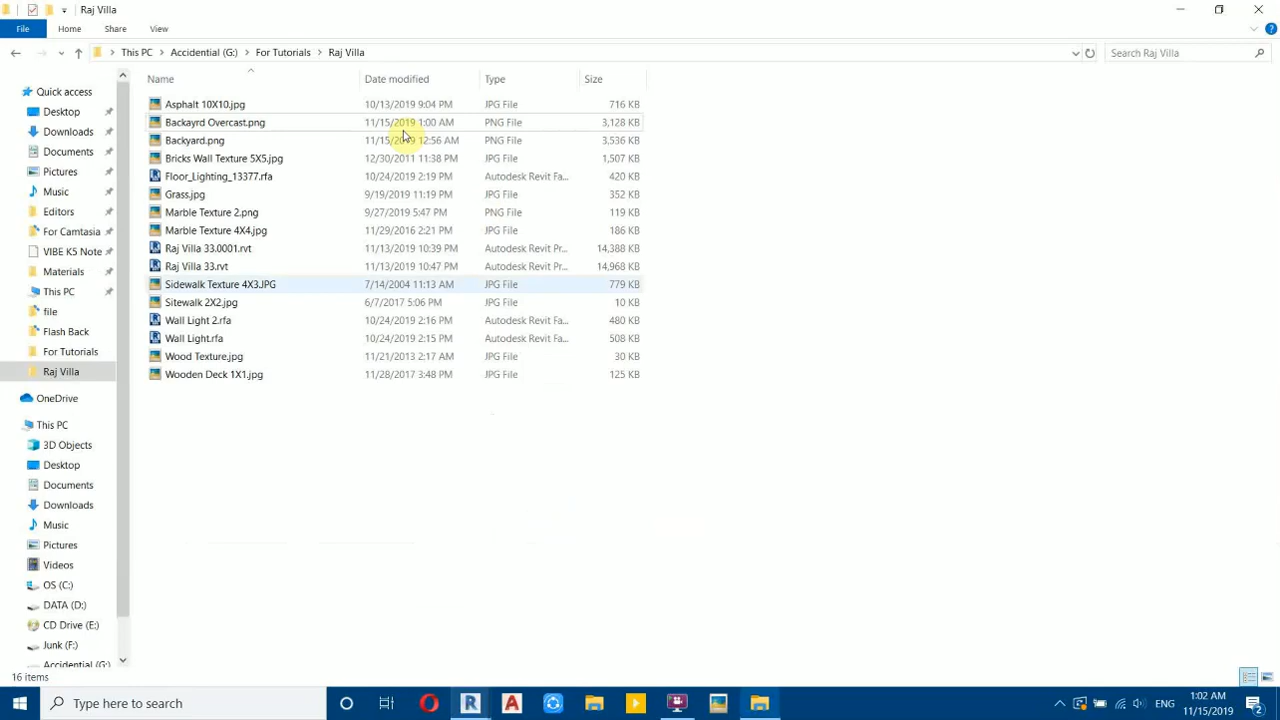 Raj Villa
File Home Share View
This PC Accidential (G:) For Tutorials Raj Villa Search Raj Villa
Name Date modified Type Size
Quick access
Desktop
Downloads
Documents
Pictures
Music
Editors
For Camtasia
VIBE K5 Note
Materials
This PC
file
Flash Back
For Tutorials
Raj Villa
OneDrive
This PC
3D Objects
Desktop
Documents
Downloads
Music
Pictures
Videos
OS (C:)
DATA (D:)
CD Drive (E:)
Junk (F:)
Accidential (G:)
Asphalt 10X10.jpg 10/13/2019 9:04 PM JPG File 716 KB
Backayrd Overcast.png 11/15/2019 1:00 AM PNG File 3,128 KB
Backyard.png 11/15/2019 12:56 AM PNG File 3,536 KB
Bricks Wall Texture 5X5.jpg 12/30/2011 11:38 PM JPG File 1,507 KB
Floor_Lighting_13377.rfa 10/24/2019 2:19 PM Autodesk Revit Fa... 420 KB
Grass.jpg 9/19/2019 11:19 PM JPG File 352 KB
Marble Texture 2.png 9/27/2019 5:47 PM PNG File 119 KB
Marble Texture 4X4.jpg 11/29/2016 2:21 PM JPG File 186 KB
Raj Villa 33.0001.rvt 11/13/2019 10:39 PM Autodesk Revit Pr... 14,388 KB
Raj Villa 33.rvt 11/13/2019 10:47 PM Autodesk Revit Pr... 14,968 KB
Sidewalk Texture 4X3.JPG 7/14/2004 11:13 AM JPG File 779 KB
Sitewalk 2X2.jpg 6/7/2017 5:06 PM JPG File 10 KB
Wall Light 2.rfa 10/24/2019 2:16 PM Autodesk Revit Fa... 480 KB
Wall Light.rfa 10/24/2019 2:15 PM Autodesk Revit Fa... 508 KB
Wood Texture.jpg 11/21/2013 2:17 AM JPG File 30 KB
Wooden Deck 1X1.jpg 11/28/2017 3:48 PM JPG File 125 KB
16 items
Type here to search
ENG
1:02 AM
11/15/2019
2